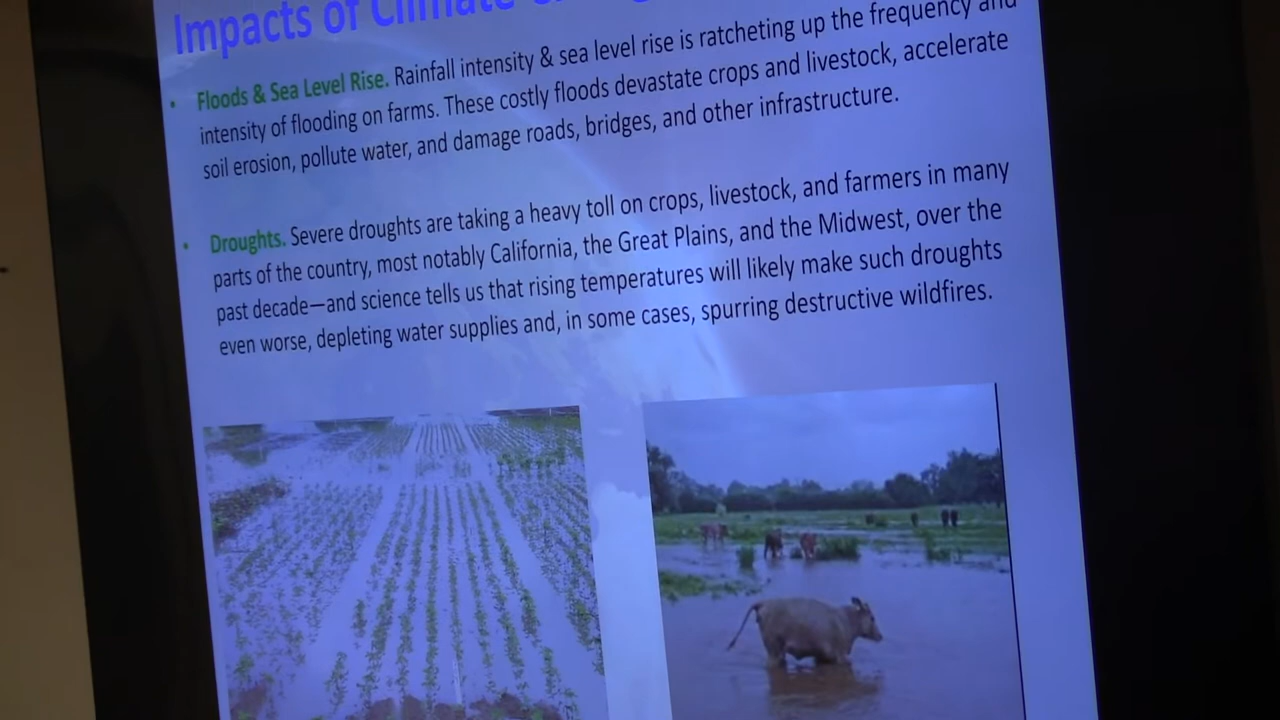 Impacts of Climate
• Floods & Sea Level Rise. Rainfall intensity & sea level rise is ratcheting up the frequency and
intensity of flooding on farms. These costly floods devastate crops and livestock, accelerate
soil erosion, pollute water, and damage roads, bridges, and other infrastructure.
• Droughts. Severe droughts are taking a heavy toll on crops, livestock, and farmers in many
parts of the country, most notably California, the Great Plains, and the Midwest, over the
past decade—and science tells us that rising temperatures will likely make such droughts
even worse, depleting water supplies and, in some cases, spurring destructive wildfires.